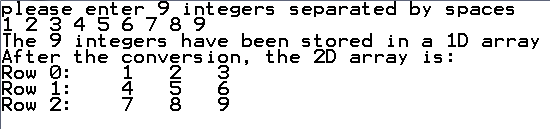 please enter 9 integers separated by spaces
1 2 3 4 5 6 7 8 9
The 9 integers have been stored in a 1D array
After the conversion, the 2D array is:
Row 0: 1 2 3
Row 1: 4 5 6
Row 2: 7 8 9